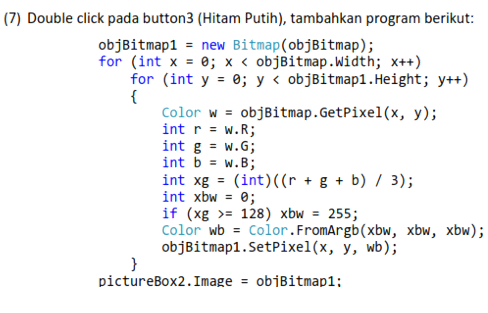 (7) Double click pada button3 (Hitam Putih), tambahkan program berikut:
objBitmap1 = new Bitmap(objBitmap);
for (int x = 0; x < objBitmap.Width; x++)
for (int y = 0; y < objBitmap1.Height; y++)
{
Color w = objBitmap.GetPixel(x, y);
int r = w.R;
int g = w.G;
int b = w.B;
int xg = (int)((r + g + b) / 3);
int xbw = 0;
if (xg >= 128) xbw = 255;
Color wb = Color.FromArgb(xbw, xbw, xbw);
objBitmap1.SetPixel(x, y, wb);
}
pictureBox2.Image = objBitmap1;